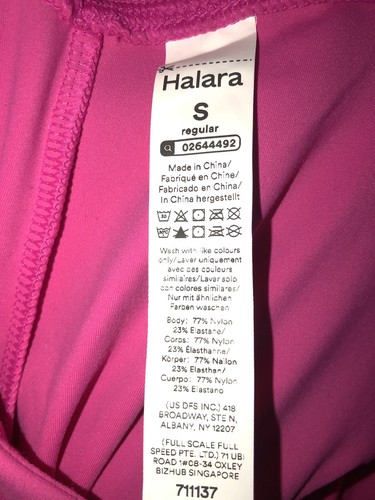 Halara
S
regular
02644492
Made in China/
Fabriqué en Chine/
Fabricado en China/
In China hergestellt
Wash with like colours
only/Laver uniquement
avec des couleurs
similaires/Lavar solo
con colores similares/
Nur mit ähnlichen
Farben waschen
Body: 77% Nylon
23% Elastane/
Corps: 77% Nylon
23% Élasthanne/
Körper: 77% Nailon
23% Elasthan/
Cuerpo: 77% Nylon
23% Elastano
(US DFS INC.) 418
BROADWAY, STE N,
ALBANY, NY 12207
(FULL SCALE FULL
SPEED PTE. LTD.) 71 UBI
ROAD 1#08-34 OXLEY
BIZHUB SINGAPORE
711137